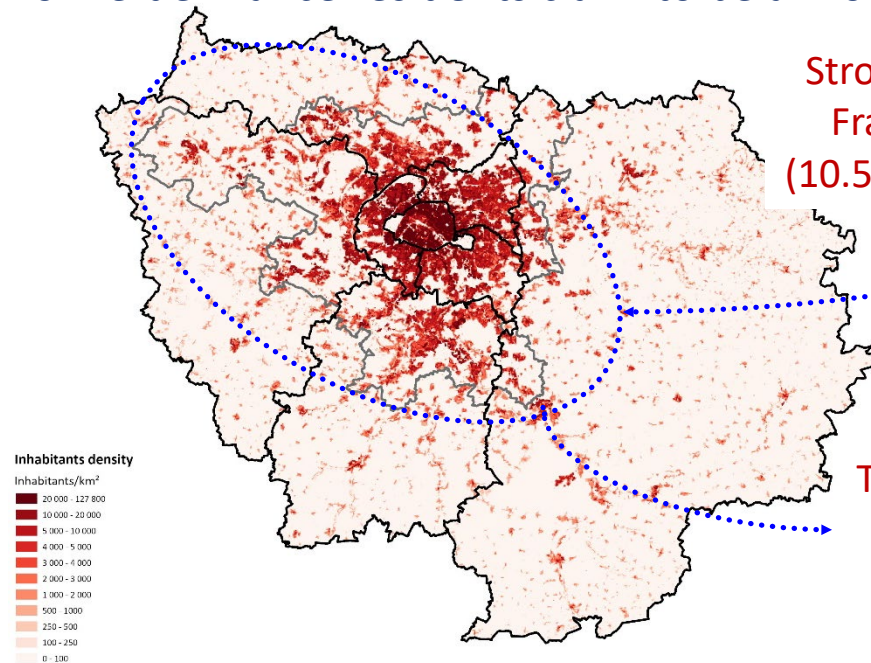 Stro
Fra
(10.5
T
Inhabitants density
Inhabitants/km²
20 000 - 127 800
10 000 - 20 000
5 000 - 10 000
4 000 - 5 000
3 000 - 4 000
2 000 - 3 000
1 000 - 2 000
500 - 1000
250 - 500
100 - 250
0 - 100